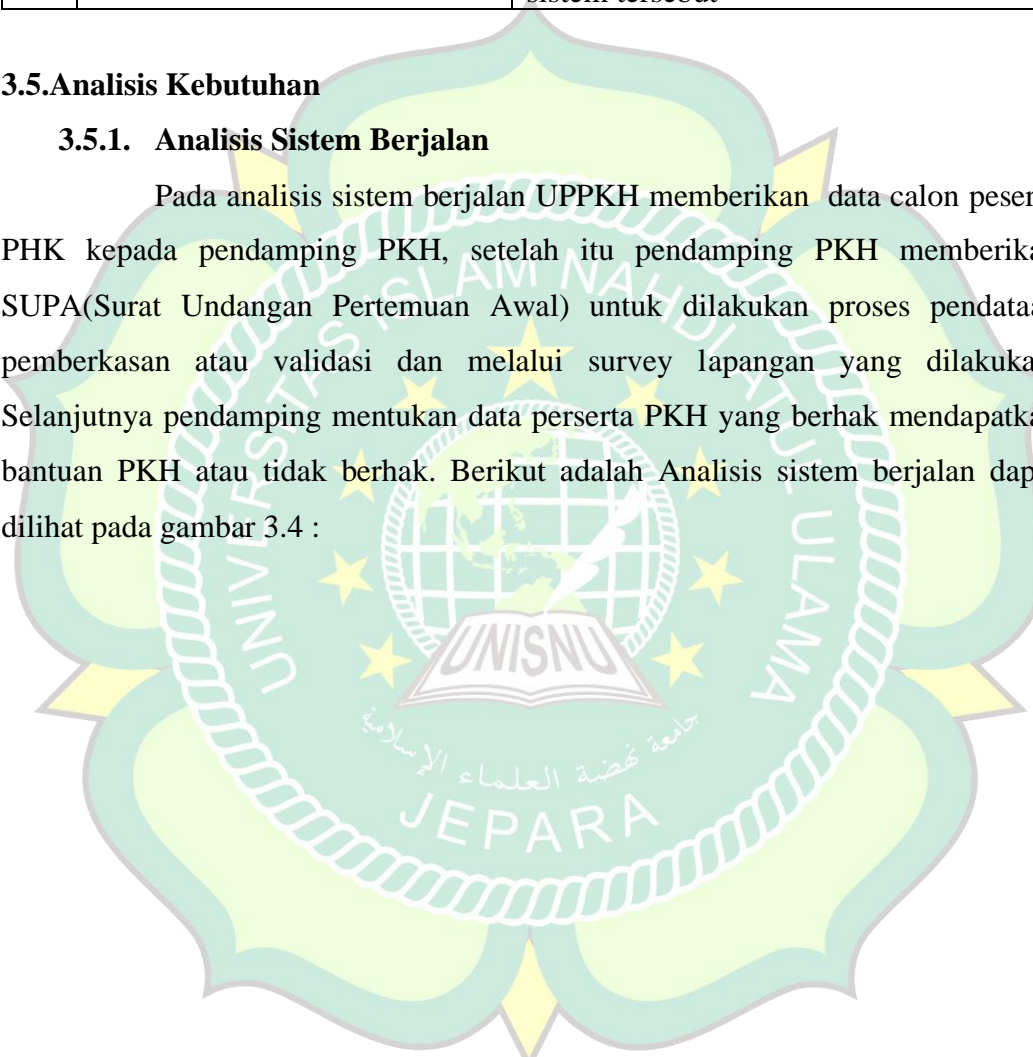 sistem tersebut
3.5.Analisis Kebutuhan
3.5.1. Analisis Sistem Berjalan
Pada analisis sistem berjalan UPPKH memberikan data calon peser
PHK kepada pendamping PKH, setelah itu pendamping PKH memberika
SUPA(Surat Undangan Pertemuan Awal) untuk dilakukan proses pendataa
pemberkasan atau validasi dan melalui survey lapangan yang dilakuka
Selanjutnya pendamping mentukan data perserta PKH yang berhak mendapatka
bantuan PKH atau tidak berhak. Berikut adalah Analisis sistem berjalan dap
dilihat pada gambar 3.4 :
UNIVERSITAS ISLAM NAHDLATUL ULAMA
UNISNU
جامعة نهضة العلماء الإسلامية
JEPARA